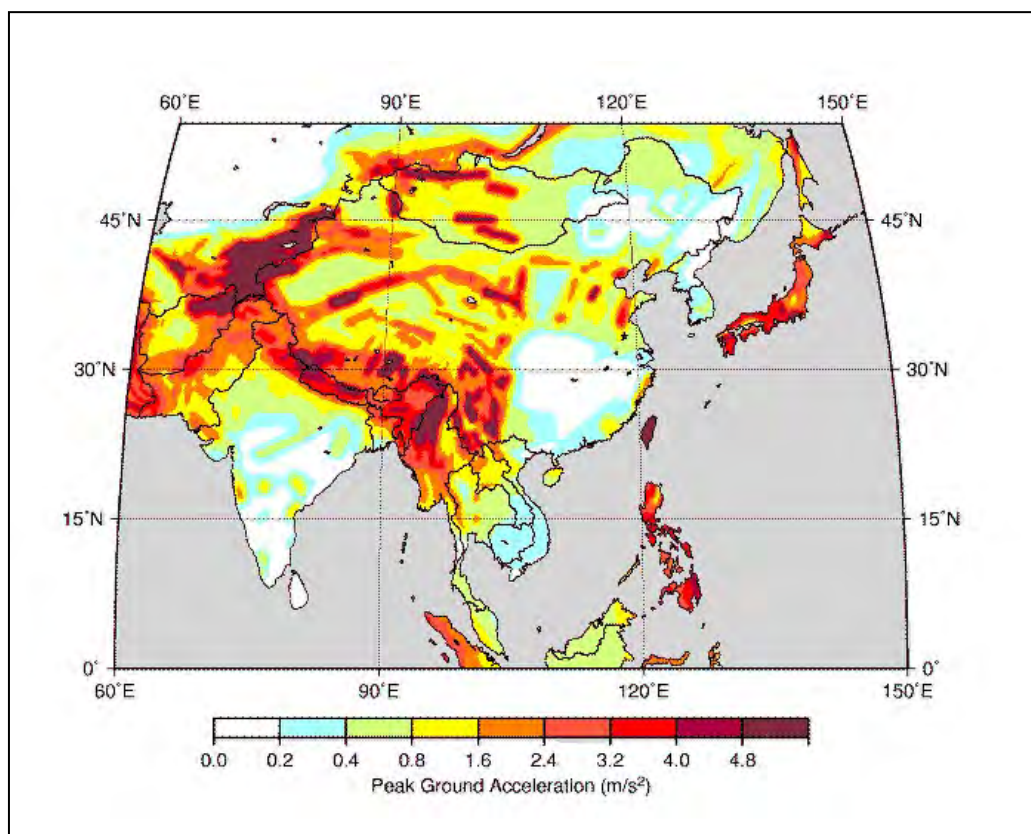 60˚E 90˚E 120˚E 150˚E
45˚N 45˚N
30˚N 30˚N
15˚N 15˚N
0˚ 0˚
60˚E 90˚E 120˚E 150˚E
0.0 0.2 0.4 0.8 1.6 2.4 3.2 4.0 4.8
Peak Ground Acceleration (m/s²)